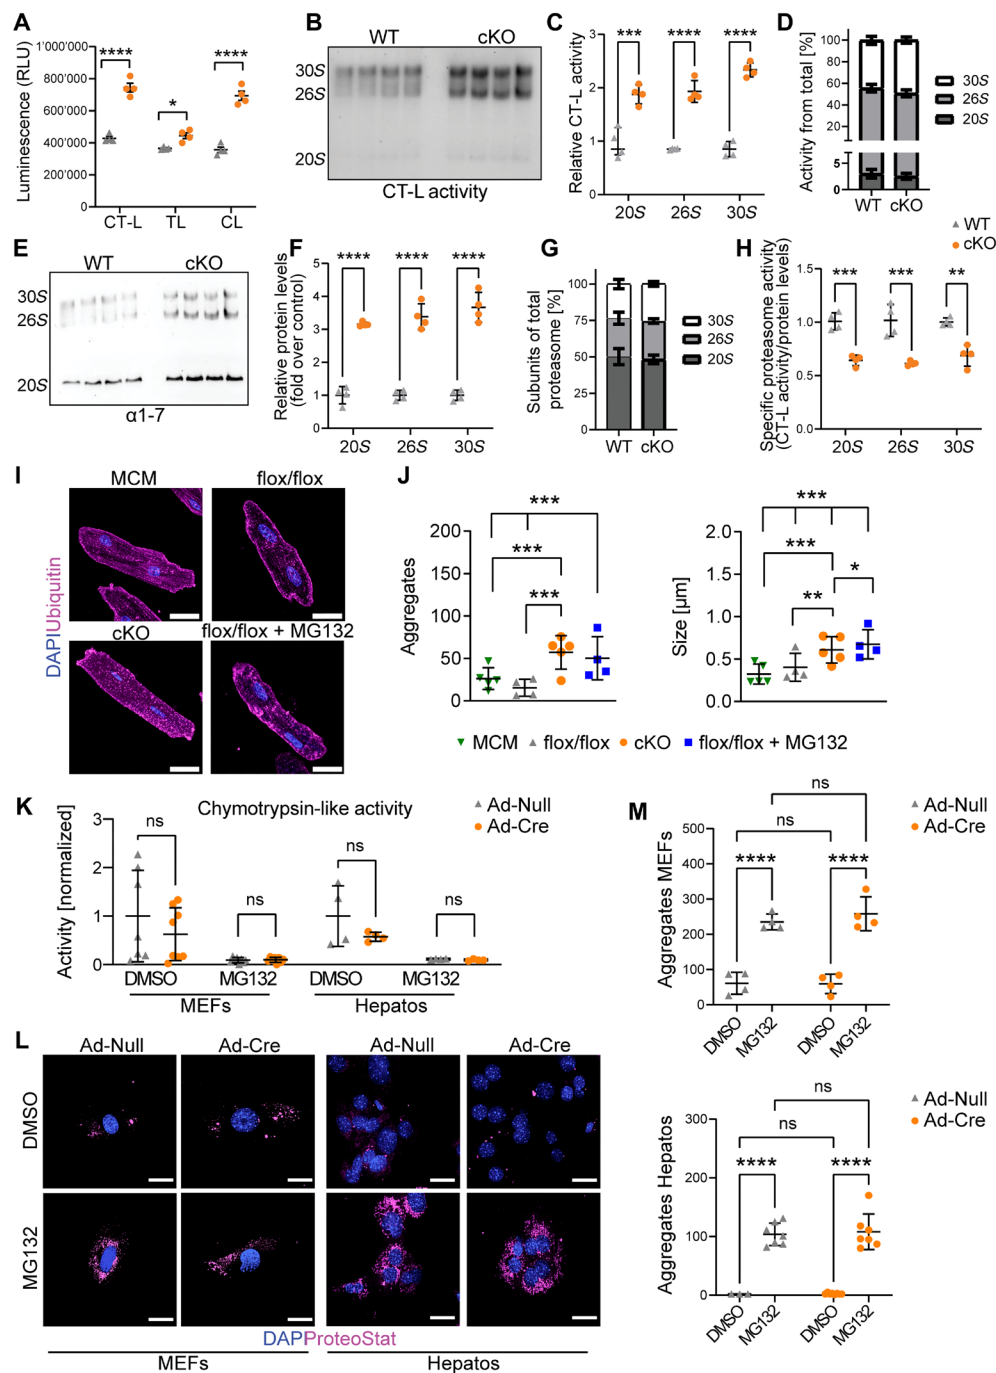 A
Luminescence (RLU)
1'000'000
800'000
600'000
400'000
200'000
0
****
*
****
CT-L TL CL
B
WT cKO
30S
26S
20S
CT-L activity
C
Relative CT-L activity
3
2
1
0
*** **** ****
20S 26S 30S
D
Activity from total [%]
100
80
60
40
20
5
0
WT cKO
30S
26S
20S
E
WT cKO
30S
26S
20S
α1-7
F
Relative protein levels
(fold over control)
5
4
3
2
1
0
**** **** ****
20S 26S 30S
G
Subunits of total
proteasome [%]
100
75
50
25
0
WT cKO
30S
26S
20S
WT
cKO
H
Specific proteasome activity
(CT-L activity/protein levels)
1.5
1.0
0.5
0.0
*** *** **
20S 26S 30S
I
DAPI Ubiquitin
MCM flox/flox
cKO flox/flox + MG132
J
Aggregates
200
150
100
50
0
***
***
***
Size [µm]
2.0
1.5
1.0
0.5
0.0
***
***
*
**
MCM flox/flox cKO flox/flox + MG132
K
Chymotrypsin-like activity
Ad-Null
Ad-Cre
Activity [normalized]
3
2
1
0
ns ns ns ns
DMSO MG132 DMSO MG132
MEFs Hepatos
L
Ad-Null Ad-Cre Ad-Null Ad-Cre
DMSO
MG132
DAPProteoStat
MEFs Hepatos
M
Ad-Null
Ad-Cre
Aggregates MEFs
500
400
300
200
100
0
ns
ns
**** ****
DMSO MG132 DMSO MG132
Ad-Null
Ad-Cre
Aggregates Hepatos
300
200
100
0
ns
ns
**** ****
DMSO MG132 DMSO MG132